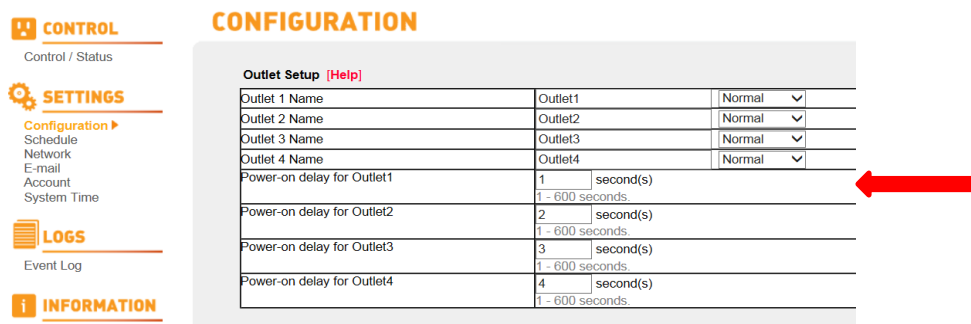 CONTROL
Control / Status
SETTINGS
Configuration
Schedule
Network
E-mail
Account
System Time
LOGS
Event Log
INFORMATION
CONFIGURATION
Outlet Setup [Help]
Outlet 1 Name Outlet1 Normal
Outlet 2 Name Outlet2 Normal
Outlet 3 Name Outlet3 Normal
Outlet 4 Name Outlet4 Normal
Power-on delay for Outlet1 1 second(s)
1 - 600 seconds.
Power-on delay for Outlet2 2 second(s)
1 - 600 seconds.
Power-on delay for Outlet3 3 second(s)
1 - 600 seconds.
Power-on delay for Outlet4 4 second(s)
1 - 600 seconds.